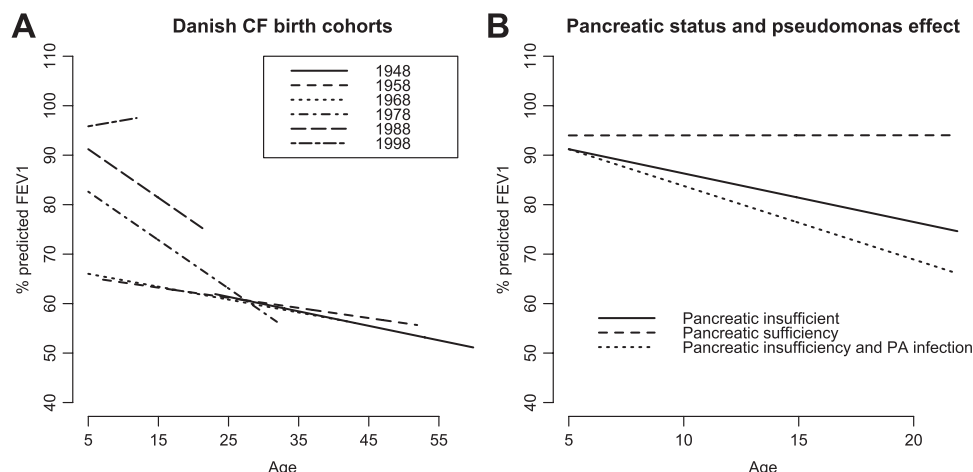 A
Danish CF birth cohorts
% predicted FEV1
110
100
90
80
70
60
50
40
1948
1958
1968
1978
1988
1998
5
15
25
35
45
55
Age
B
Pancreatic status and pseudomonas effect
% predicted FEV1
110
100
90
80
70
60
50
40
Pancreatic insufficient
Pancreatic sufficiency
Pancreatic insufficiency and PA infection
5
10
15
20
Age